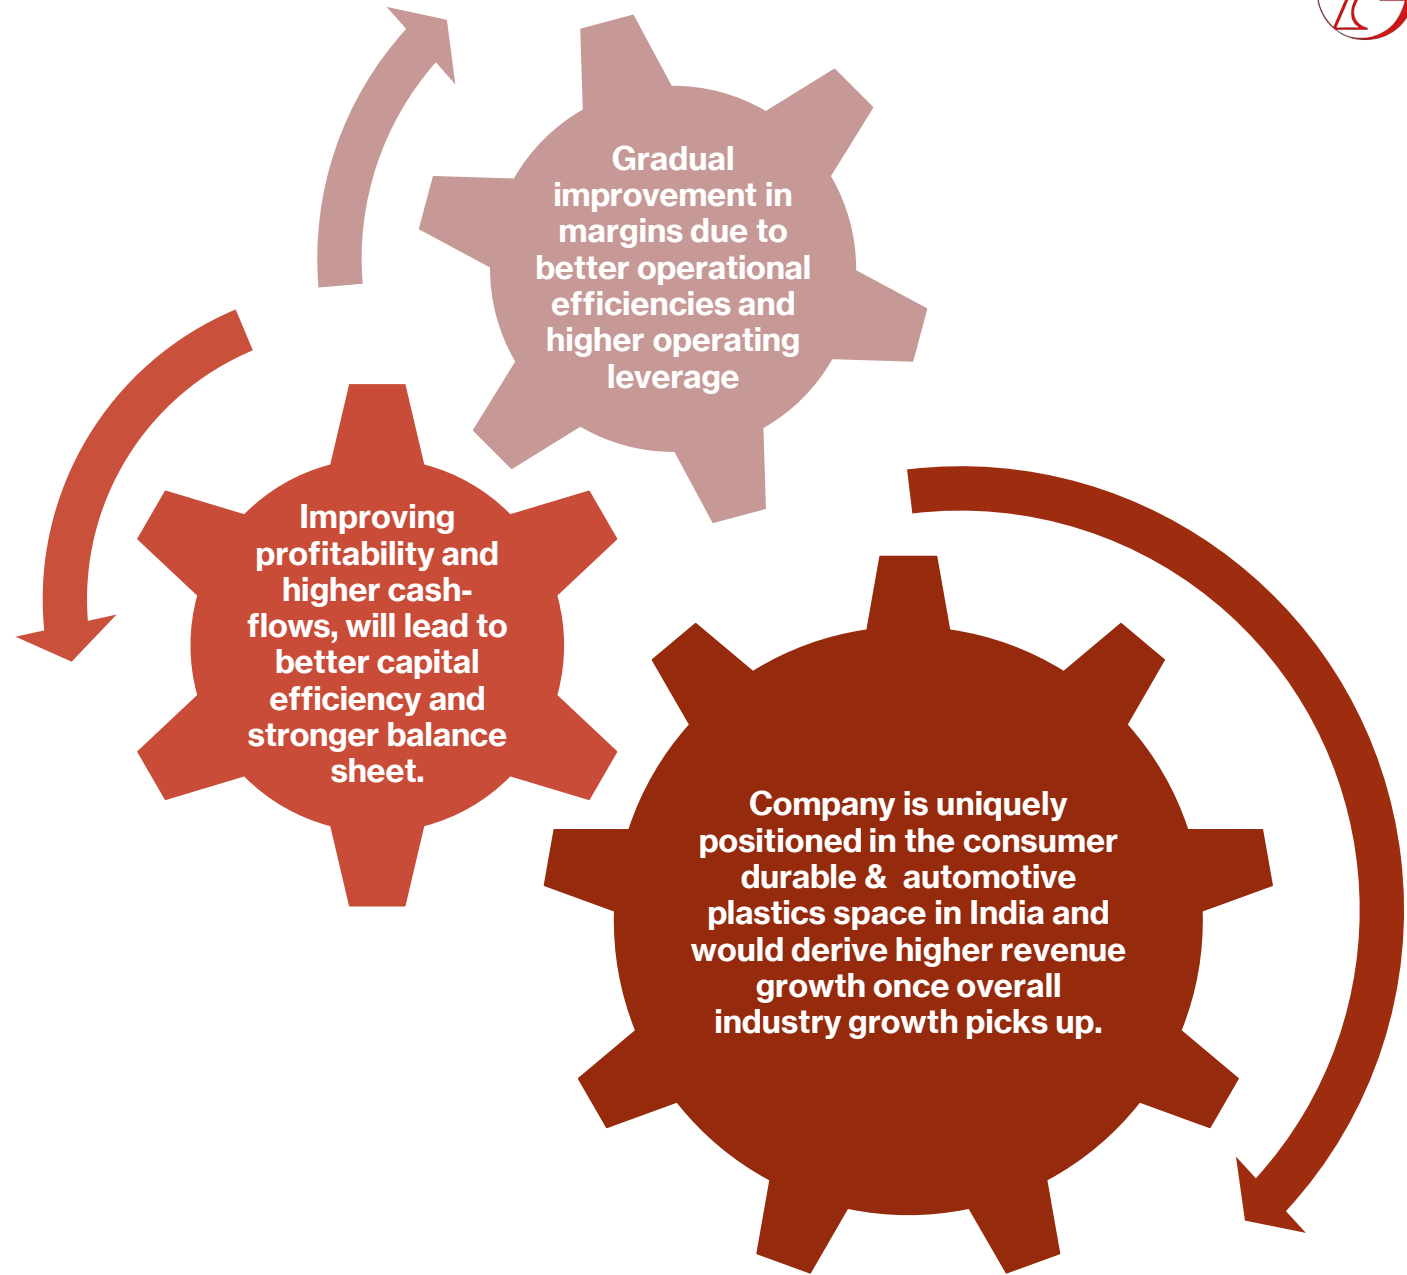 Gradual
improvement in
margins due to
better operational
efficiencies and
higher operating
leverage
Improving
profitability and
higher cash-
flows, will lead to
better capital
efficiency and
stronger balance
sheet.
Company is uniquely
positioned in the consumer
durable &  automotive
plastics space in India and
would derive higher revenue
growth once overall
industry growth picks up.